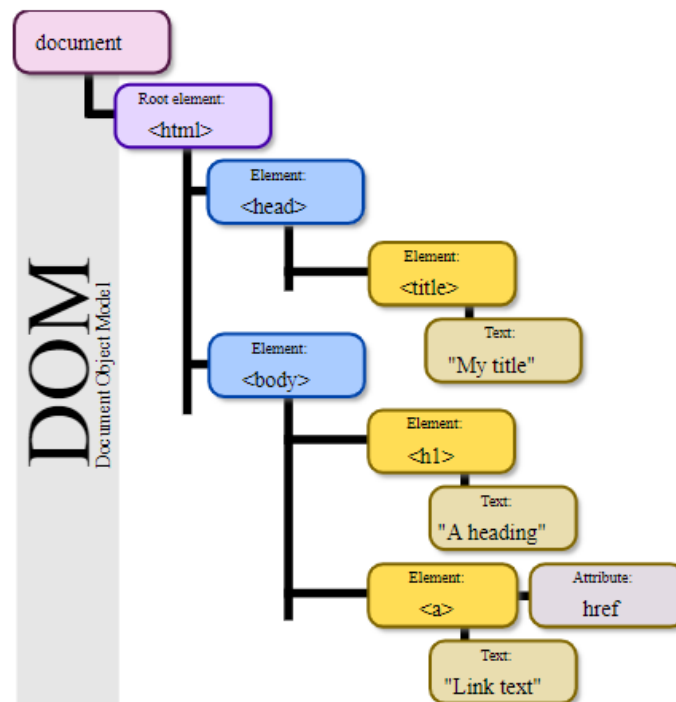 document
Root element:
<html>
Element:
<head>
Element:
<title>
Text:
"My title"
Element:
<body>
Element:
<h1>
Text:
"A heading"
Element:
<a>
Attribute:
href
Text:
"Link text"
DOM
Document Object Model